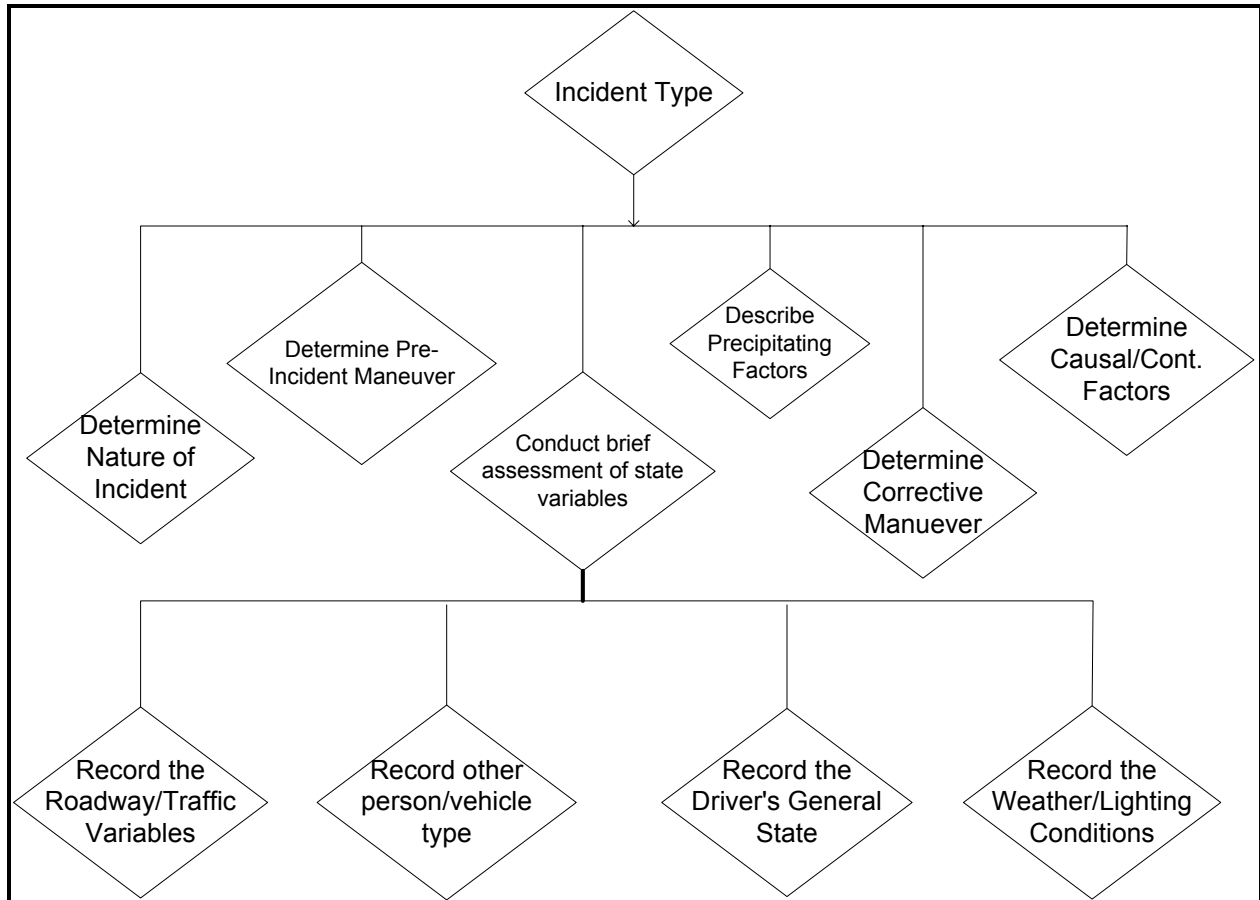 Incident Type
Determine
Nature of
Incident
Determine Pre-
Incident Maneuver
Conduct brief
assessment of state
variables
Describe
Precipitating
Factors
Determine
Corrective
Manuever
Determine
Causal/Cont.
Factors
Record the
Roadway/Traffic
Variables
Record other
person/vehicle
type
Record the
Driver's General
State
Record the
Weather/Lighting
Conditions